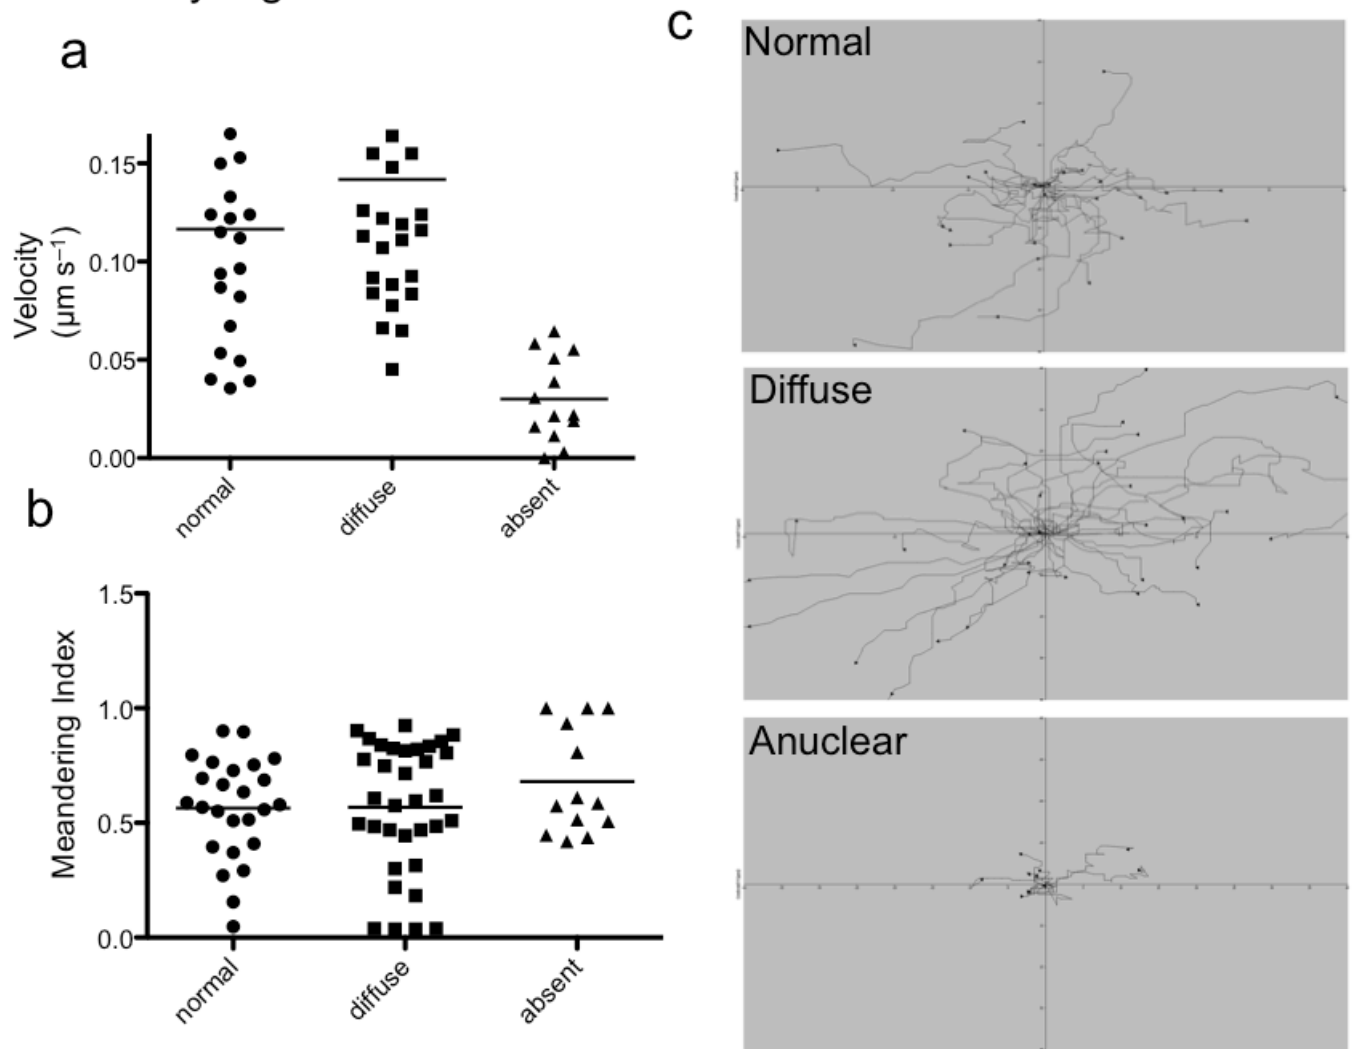 a
Velocity
(μm s⁻¹)
0.15
0.10
0.05
0.00
normal
diffuse
absent
b
Meandering Index
1.5
1.0
0.5
0.0
normal
diffuse
absent
c
Normal
Diffuse
Anuclear